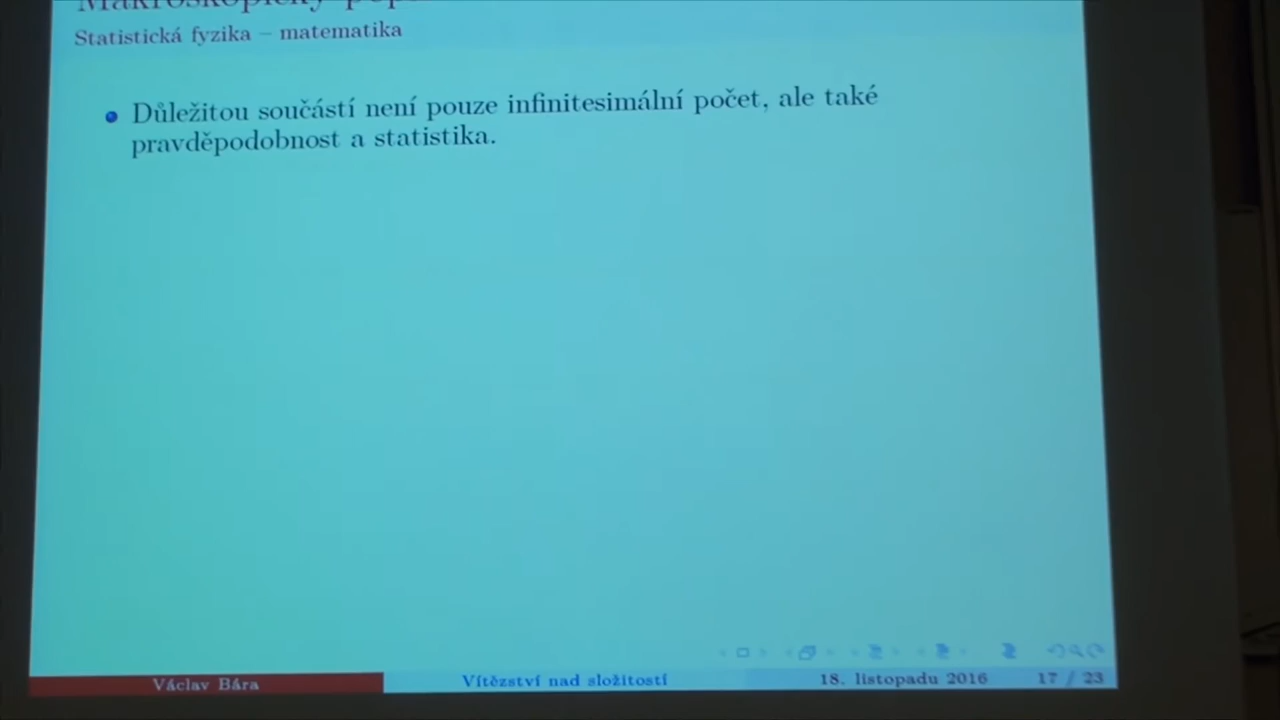 Makroskopický
Statistická fyzika – matematika
Důležitou součástí není pouze infinitesimální počet, ale také
pravděpodobnost a statistika.
Václav Bára
Vítězství nad složitostí
18. listopadu 2016
17 / 23